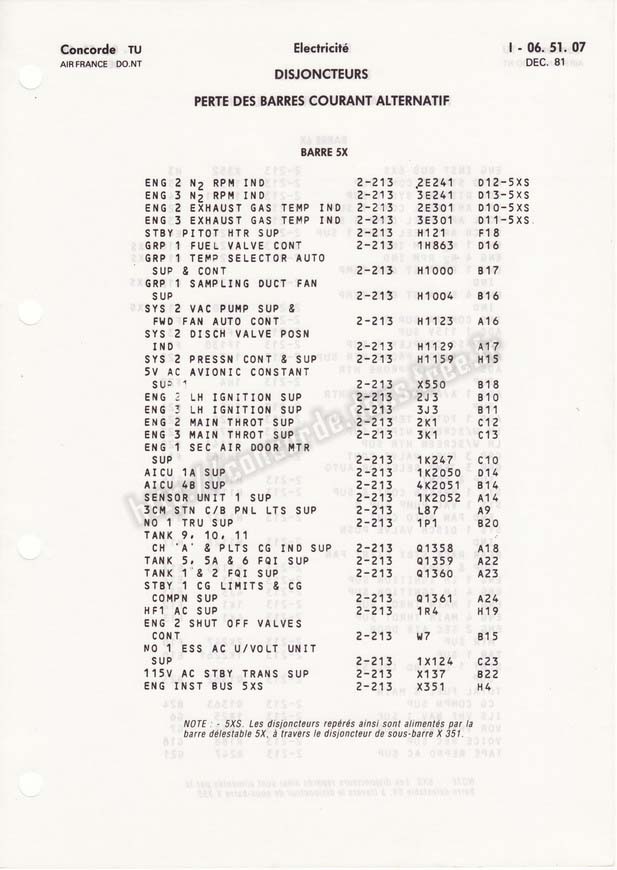 Concorde TU Electricité I - 06. 51. 07
AIR FRANCE DO.NT DEC. 81
DISJONCTEURS
PERTE DES BARRES COURANT ALTERNATIF
BARRE 5X
ENG 2 N2 RPM IND 2-213 2E241 D12-5XS
ENG 3 N2 RPM IND 2-213 3E241 D13-5XS
ENG 2 EXHAUST GAS TEMP IND 2-213 2E301 D10-5XS
ENG 3 EXHAUST GAS TEMP IND 2-213 3E301 D11-5XS
STBY PITOT HTR SUP 2-213 H121 F18
GRP 1 FUEL VALVE CONT 2-213 1H863 D16
GRP 1 TEMP SELECTOR AUTO
SUP & CONT 2-213 H1000 B17
GRP 1 SAMPLING DUCT FAN
SUP 2-213 H1004 B16
SYS 2 VAC PUMP SUP &
FWD FAN AUTO CONT 2-213 H1123 A16
SYS 2 DISCH VALVE POSN
IND 2-213 H1129 A17
SYS 2 PRESSN CONT & SUP 2-213 H1159 H15
5V AC AVIONIC CONSTANT
SUP 1 2-213 X550 B18
ENG 2 LH IGNITION SUP 2-213 2J3 B10
ENG 3 LH IGNITION SUP 2-213 3J3 B11
ENG 2 MAIN THROT SUP 2-213 2K1 C12
ENG 3 MAIN THROT SUP 2-213 3K1 C13
ENG 1 SEC AIR DOOR MTR
SUP 2-213 1K247 C10
AICU 1A SUP 2-213 1K2050 D14
AICU 4B SUP 2-213 4K2051 B14
SENSOR UNIT 1 SUP 2-213 1K2052 A14
3CM STN C/B PNL LTS SUP 2-213 L87 A9
NO 1 TRU SUP 2-213 1P1 B20
TANK 9, 10, 11
CH 'A' & PLTS CG IND SUP 2-213 Q1358 A18
TANK 5, 5A & 6 FQI SUP 2-213 Q1359 A22
TANK 1 & 2 FQI SUP 2-213 Q1360 A23
STBY 1 CG LIMITS & CG
COMPN SUP 2-213 Q1361 A24
HF1 AC SUP 2-213 1R4 H19
ENG 2 SHUT OFF VALVES
CONT 2-213 W7 B15
NO 1 ESS AC U/VOLT UNIT
SUP 2-213 1X124 C23
115V AC STBY TRANS SUP 2-213 X137 B22
ENG INST BUS 5XS 2-213 X351 H4
NOTE : - 5XS. Les disjoncteurs repérés ainsi sont alimentés par la
barre délestable 5X, à travers le disjoncteur de sous-barre X 351.
http://concorde.dacs.free.fr